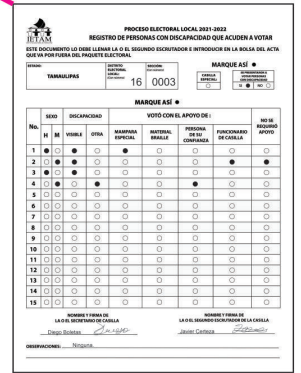 PROCESO ELECTORAL LOCAL 2021-2022
IETAM
REGISTRO DE PERSONAS CON DISCAPACIDAD QUE ACUDEN A VOTAR
ESTE DOCUMENTO LO DEBE LLENAR LA O EL SEGUNDO ESCRUTADOR E INTRODUCIR EN LA BOLSA DEL ACTA
QUE VA POR FUERA DEL PAQUETE ELECTORAL
MARQUE ASÍ ●
ESTADO:
TAMAULIPAS
DISTRITO
ELECTORAL
LOCAL:
16
SECCIÓN:
0003
CASILLA
ESPECIAL:
SI NO
MARQUE ASÍ ●
No.
SEXO
DISCAPACIDAD
VOTÓ CON EL APOYO DE:
NO SE
REQUIRIÓ
APOYO
H M VISIBLE OTRA
MAMPARA
ESPECIAL
MATERIAL
BRAILLE
PERSONA
DE SU
CONFIANZA
FUNCIONARIO
DE CASILLA
1
2
3
4
5
6
7
8
9
10
11
12
13
14
15
NOMBRE Y FIRMA DE
LA O EL SECRETARIO DE CASILLA
Diego Boletas
NOMBRE Y FIRMA DE
LA O EL SEGUNDO ESCRUTADOR DE LA CASILLA
Javier Certeza
OBSERVACIONES: Ninguna